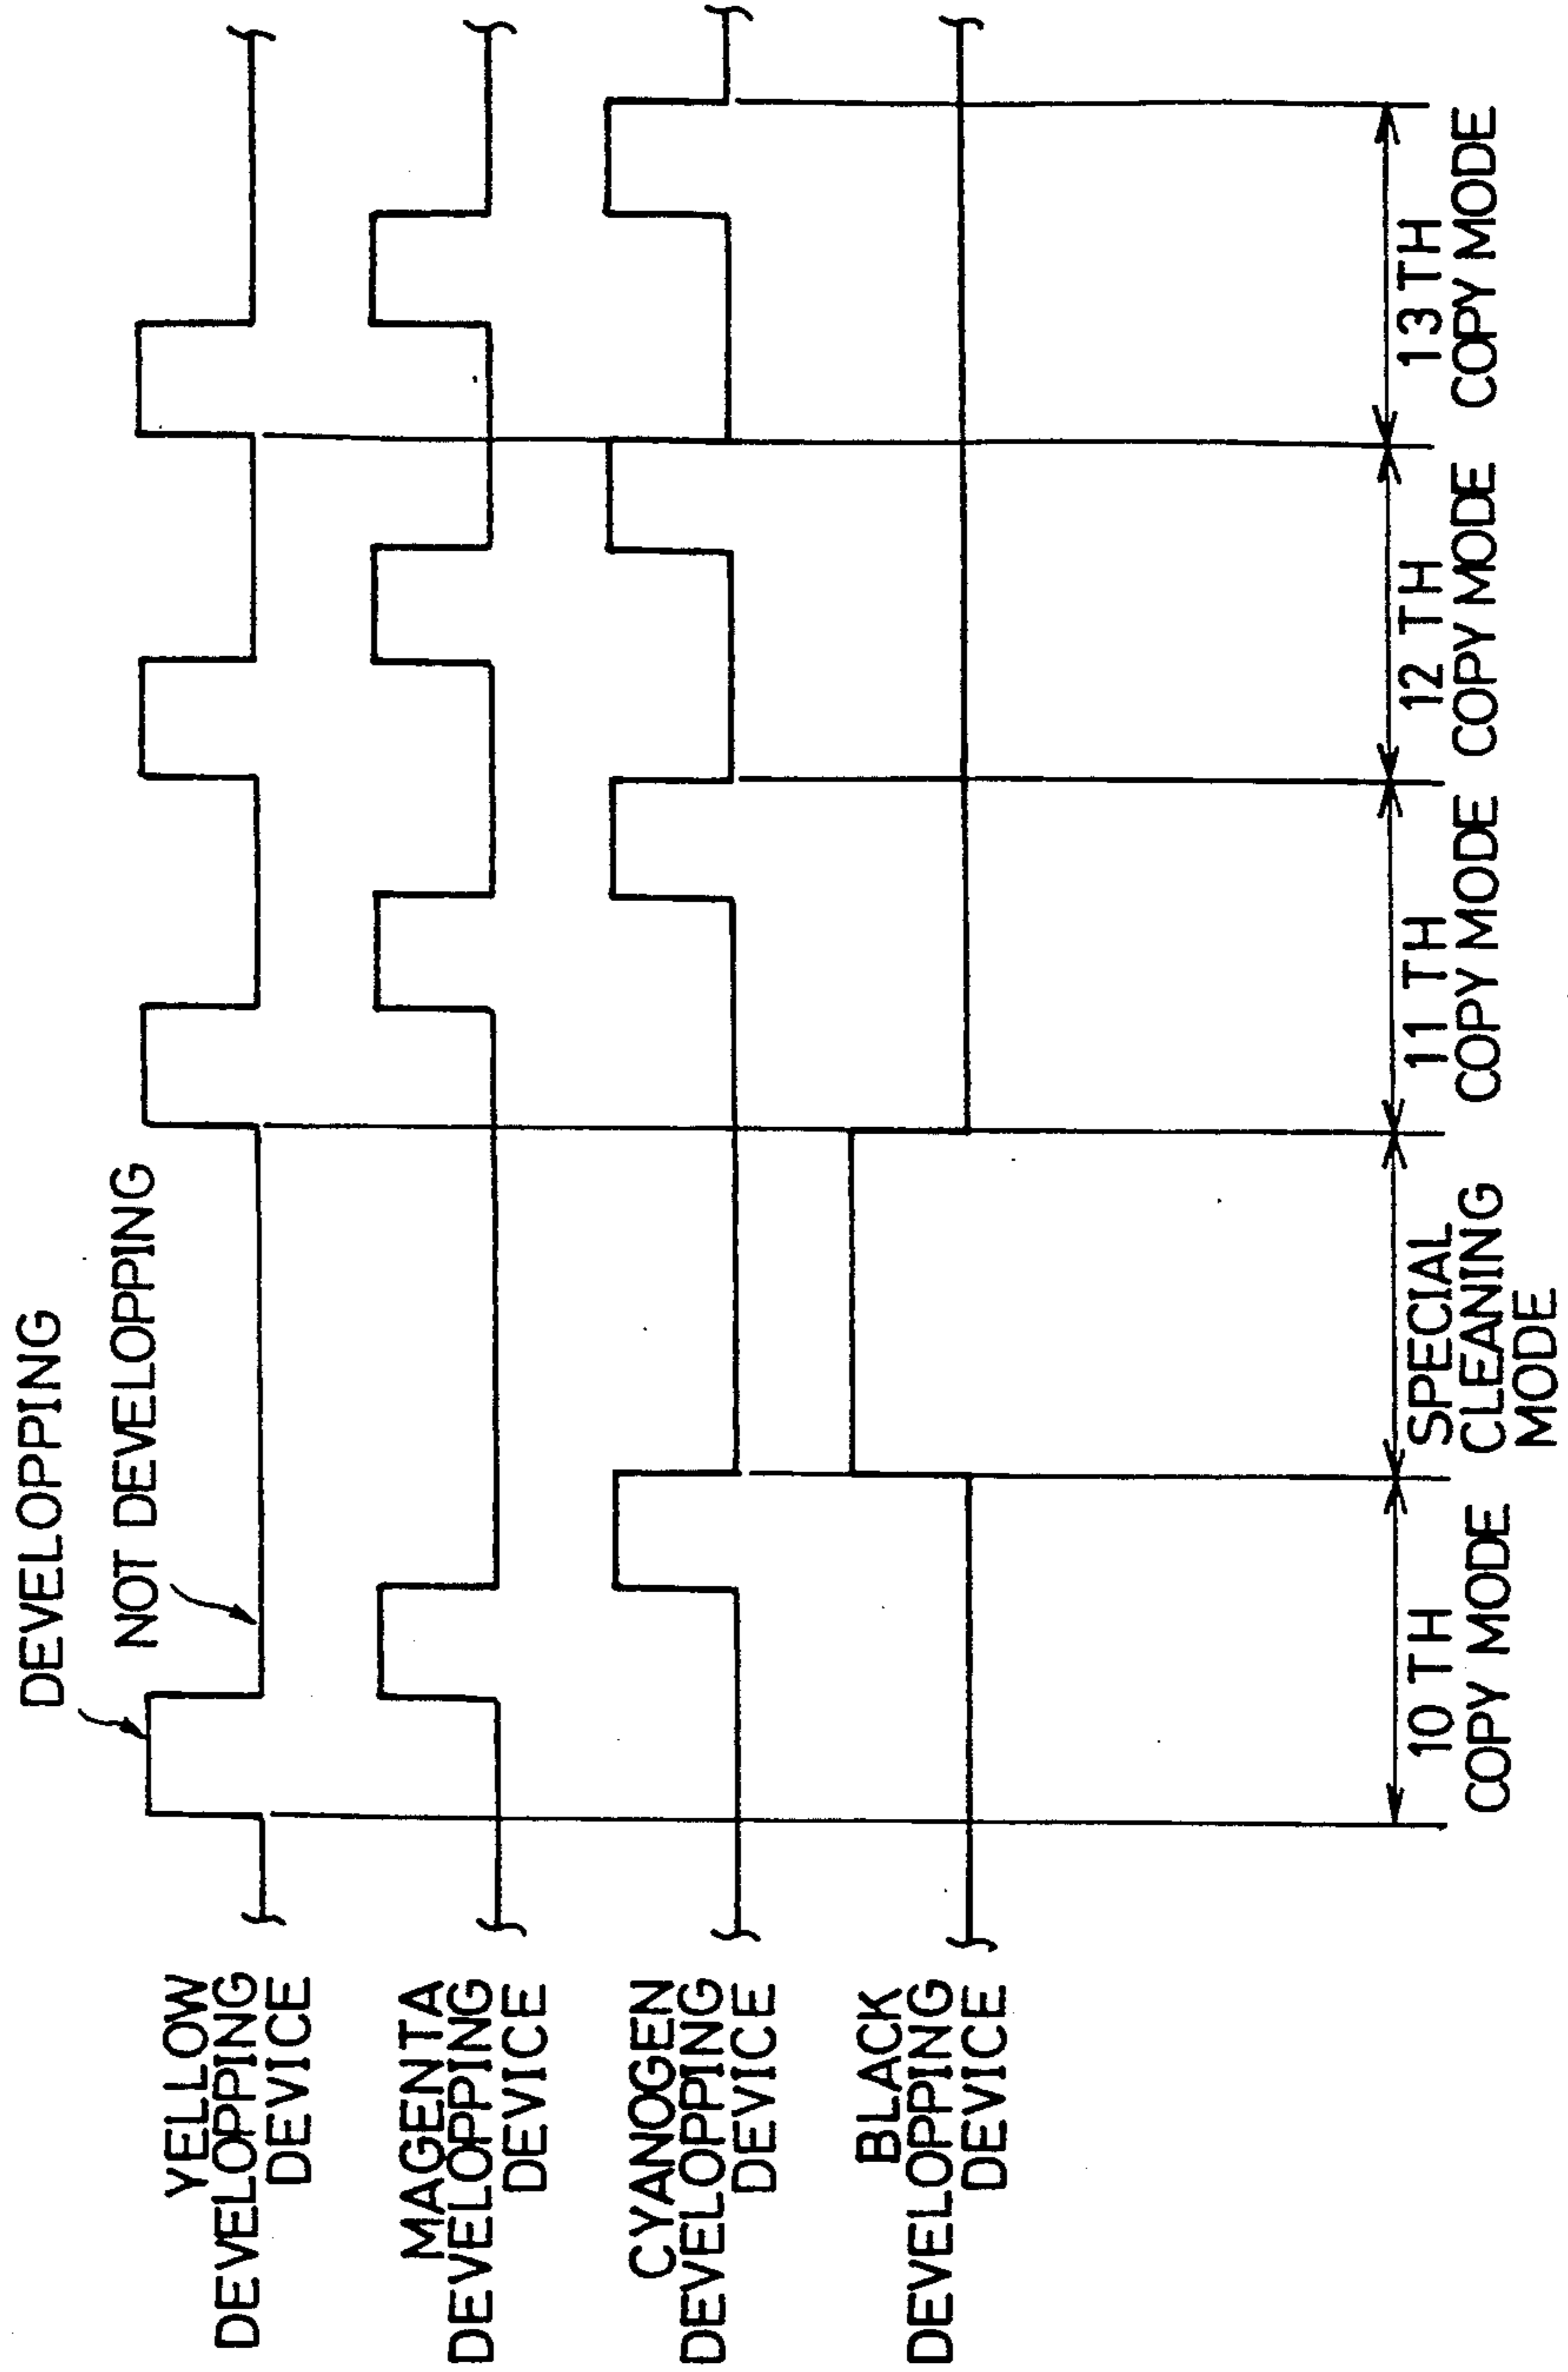 DEVELOPPING
NOT DEVELOPPING
YELLOW
DEVELOPPING
DEVICE
MAGENTA
DEVELOPPING
DEVICE
CYANOGEN
DEVELOPPING
DEVICE
BLACK
DEVELOPPING
DEVICE
10 TH
COPY MODE
SPECIAL
CLEANING
MODE
11 TH
COPY MODE
12 TH
COPY MODE
13 TH
COPY MODE